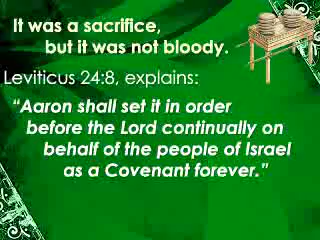 It was a sacrifice,
but it was not bloody.
Leviticus 24:8, explains:
“Aaron shall set it in order
before the Lord continually on
behalf of the people of Israel
as a Covenant forever.”